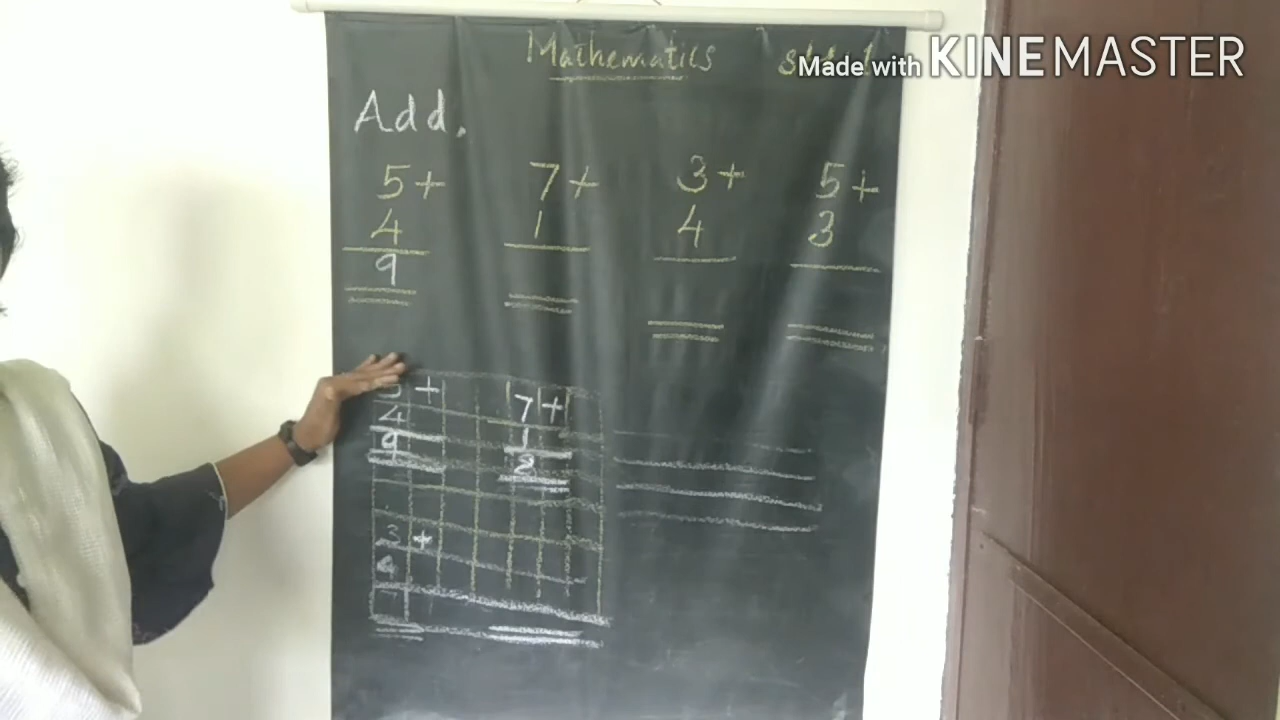 Mathematics
Made with KINEMASTER
Add.
5+ 7+ 3+ 5+
4 1 4 3
9
5+ 7+
4 1
9 8
3+
4